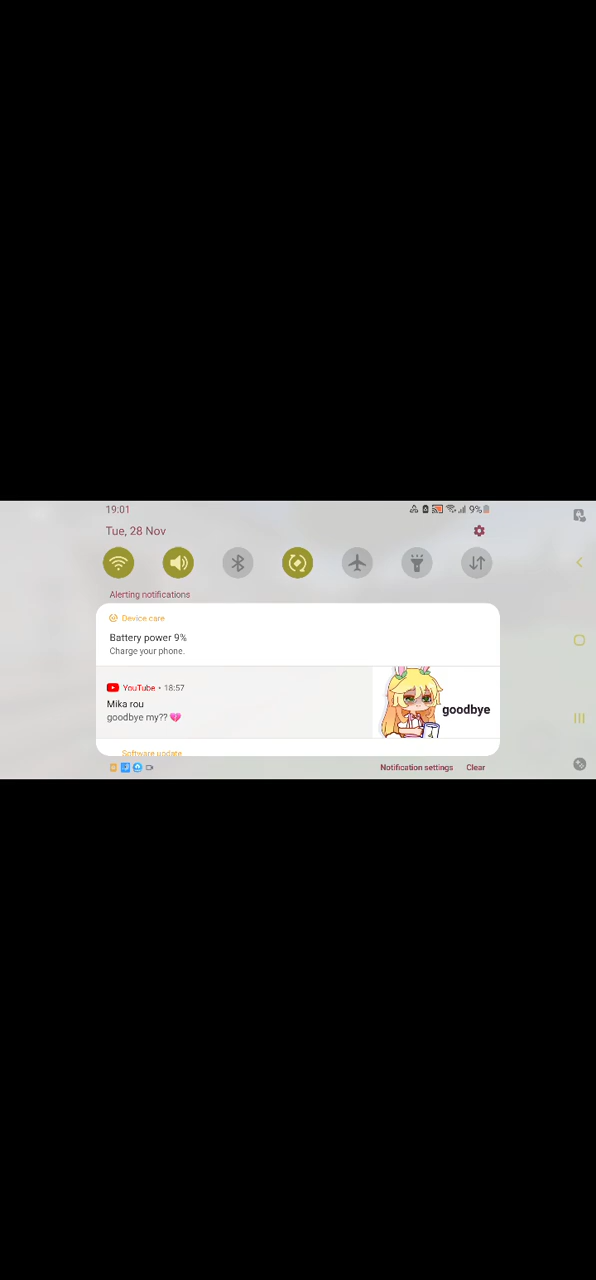 19:01
9%
Tue, 28 Nov
Alerting notifications
Device care
Battery power 9%
Charge your phone.
YouTube • 18:57
Mika rou
goodbye my?? 💔
goodbye
Software update
Notification settings
Clear